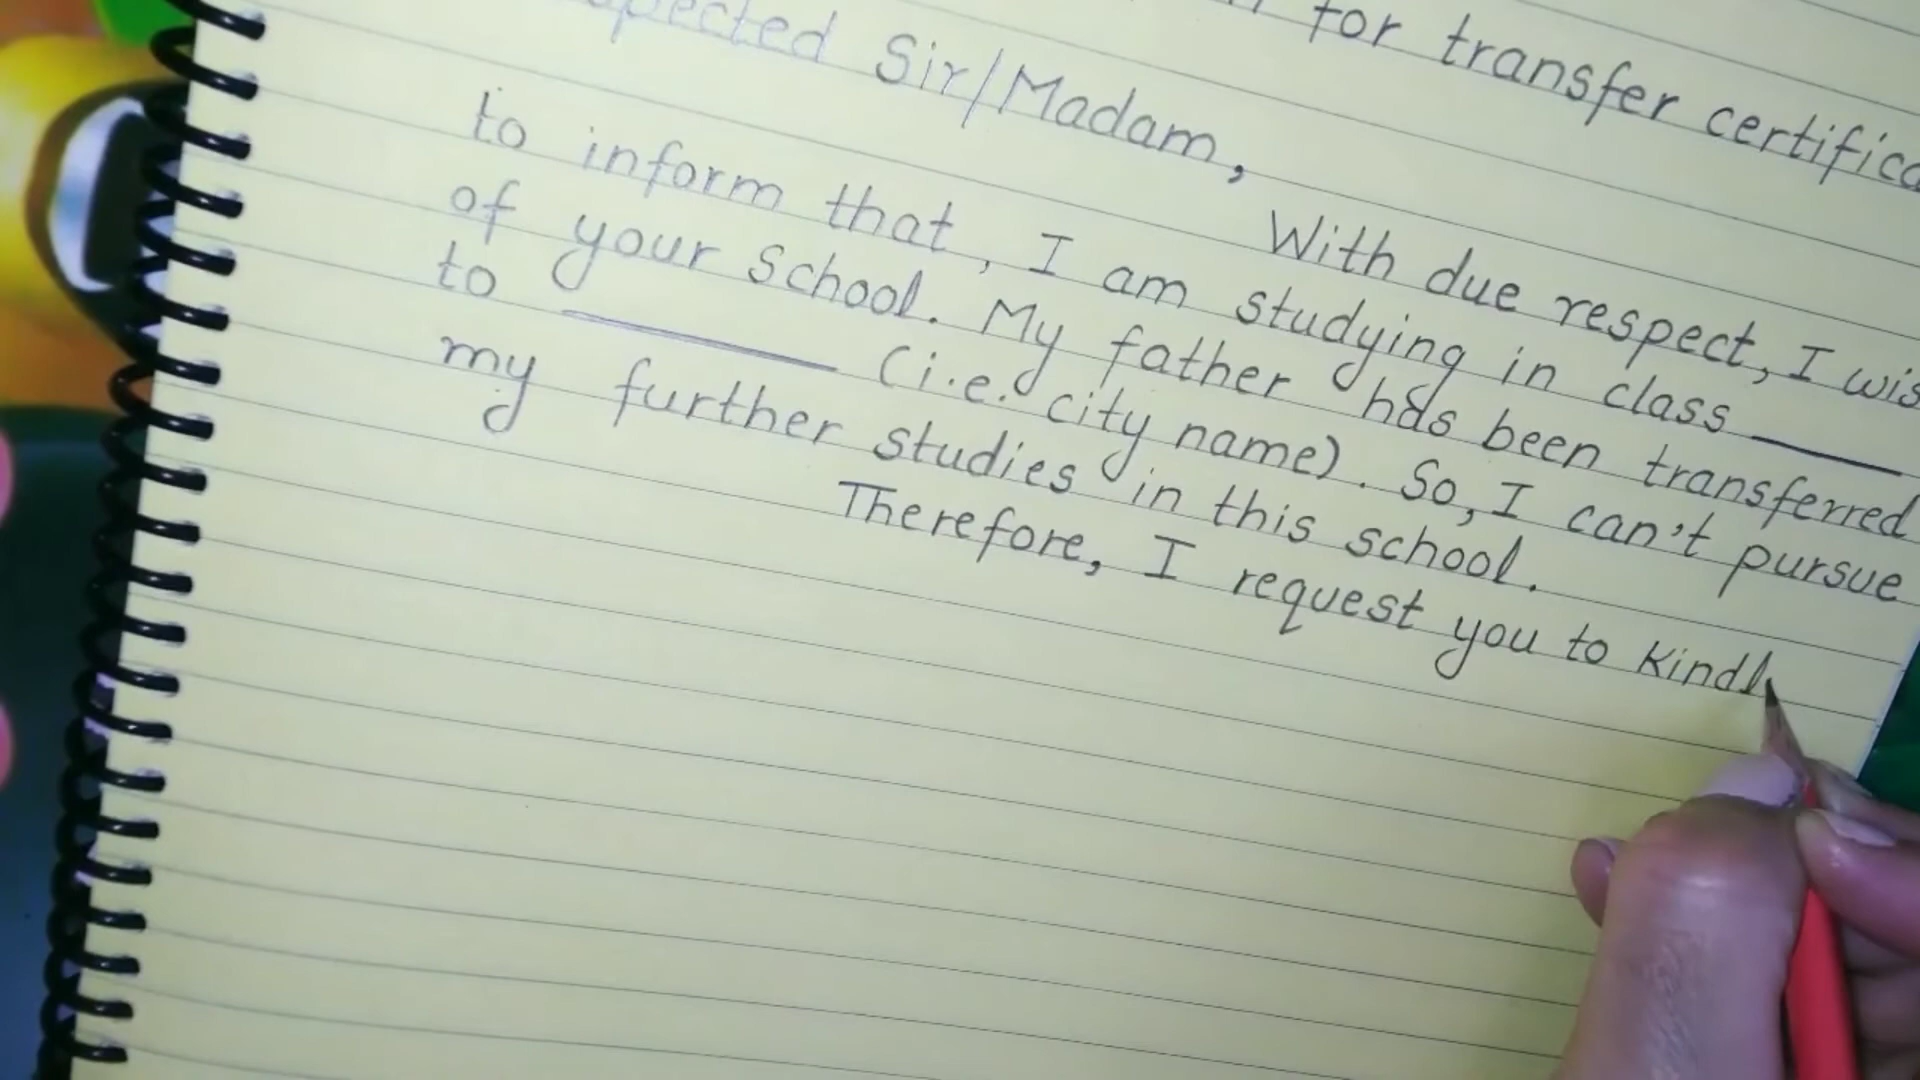 for transfer certifica
pected Sir/Madam,
With due respect, I wis
to inform that, I am studying in class ____
of your school. My father has been transferred
to ____ (i.e. city name). So, I can't pursue
my further studies in this school.
Therefore, I request you to kindl